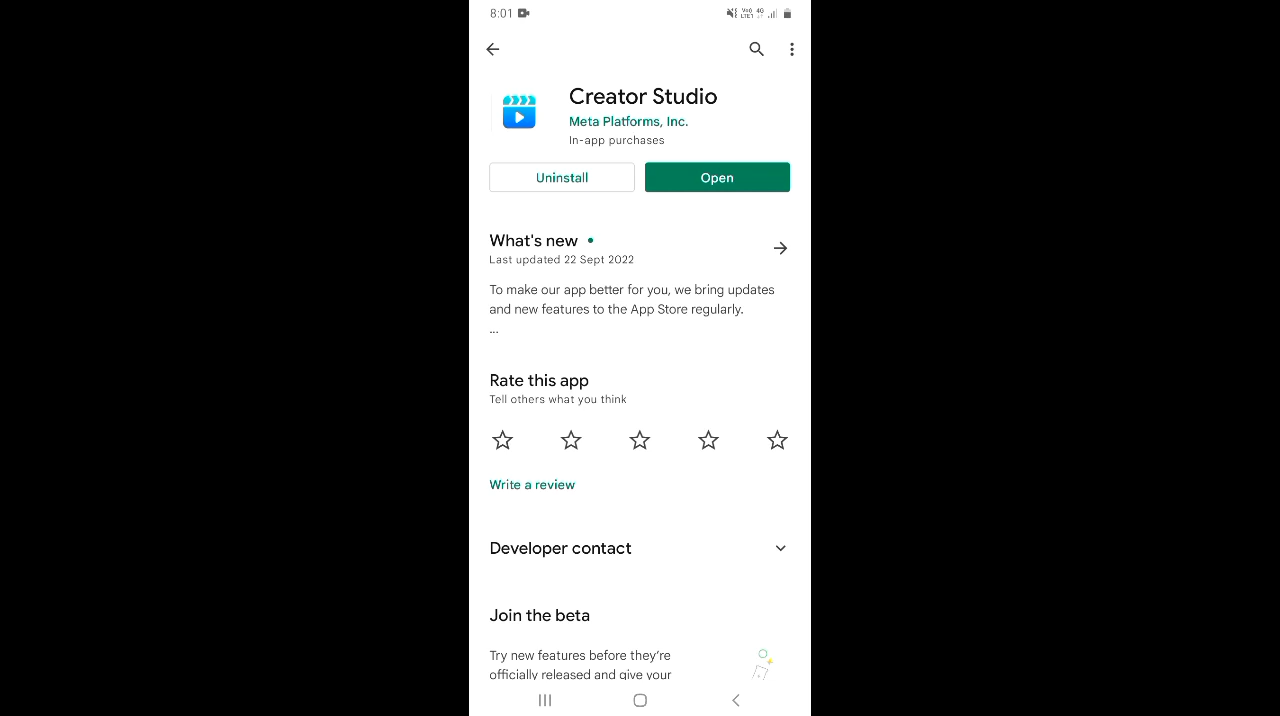 8:01
Vo) 4G
LTE1
Creator Studio
Meta Platforms, Inc.
In-app purchases
Uninstall
Open
What's new
Last updated 22 Sept 2022
To make our app better for you, we bring updates
and new features to the App Store regularly.
...
Rate this app
Tell others what you think
Write a review
Developer contact
Join the beta
Try new features before they're
officially released and give your